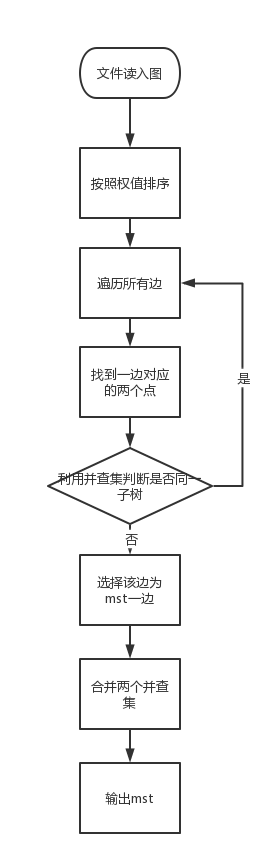 文件读入图
按照权值排序
遍历所有边
找到一边对应
的两个点
是
利用并查集判断是否同一
子树
否
选择该边为
mst一边
合并两个并查
集
输出mst